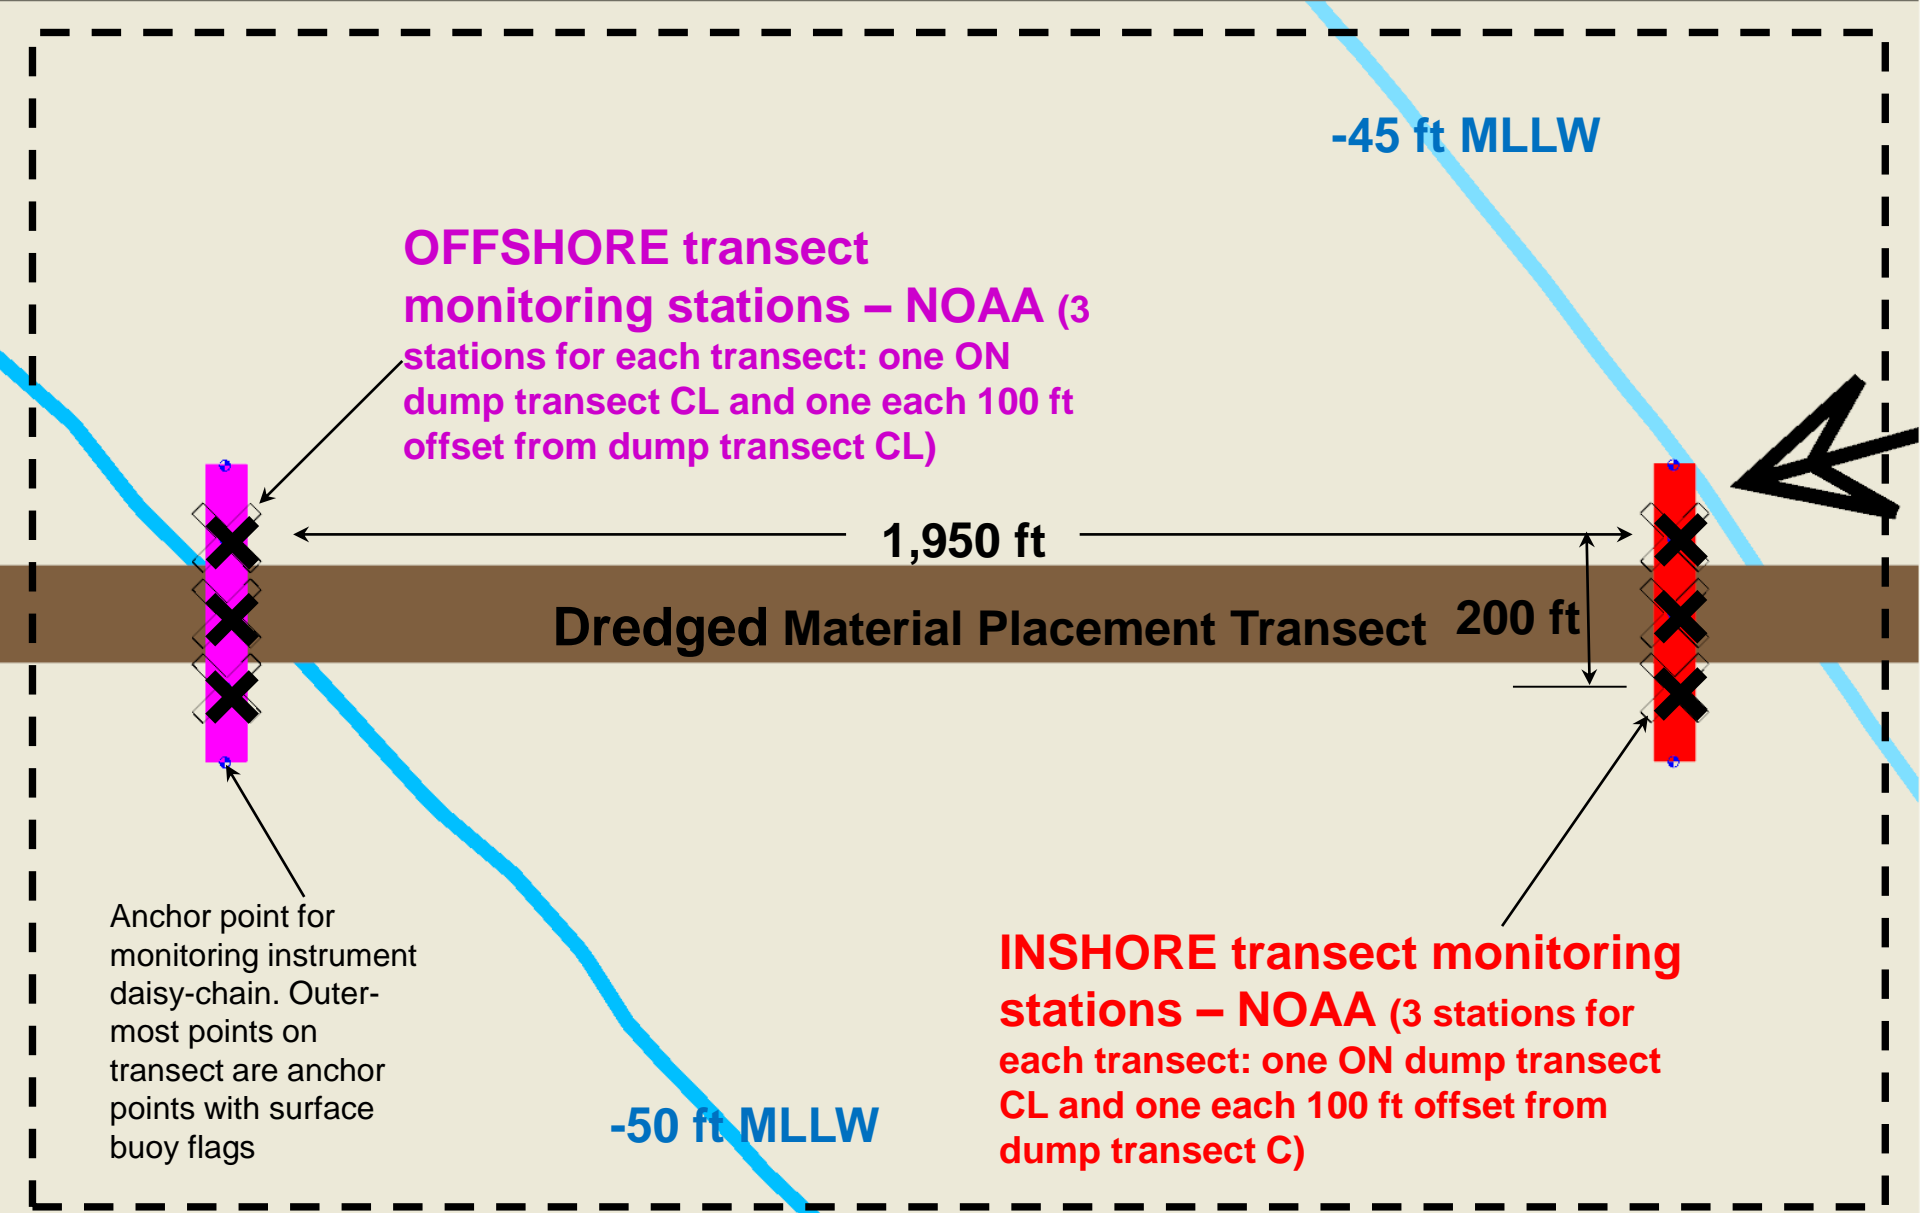 -45 ft MLLW
OFFSHORE transect
monitoring stations – NOAA (3
stations for each transect: one ON
dump transect CL and one each 100 ft
offset from dump transect CL)
1,950 ft
Dredged Material Placement Transect
200 ft
Anchor point for
monitoring instrument
daisy-chain. Outer-
most points on
transect are anchor
points with surface
buoy flags
-50 ft MLLW
INSHORE transect monitoring
stations – NOAA (3 stations for
each transect: one ON dump transect
CL and one each 100 ft offset from
dump transect C)